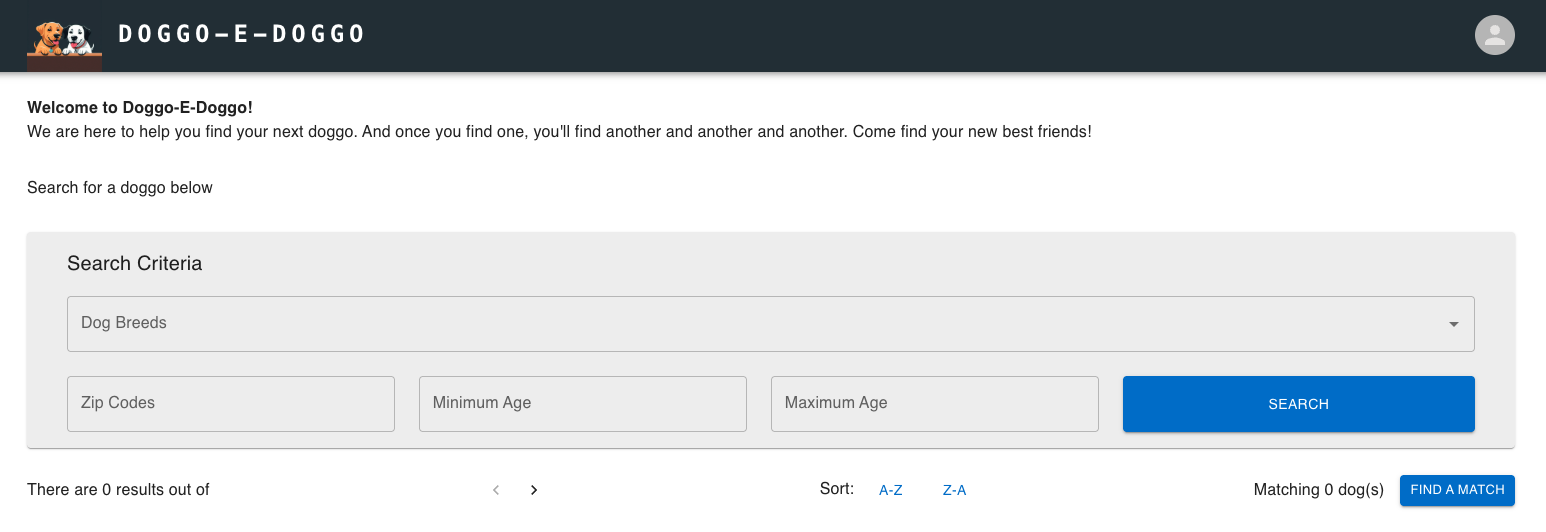 DOGGO-E-DOGGO
Welcome to Doggo-E-Doggo!
We are here to help you find your next doggo. And once you find one, you'll find another and another and another. Come find your new best friends!
Search for a doggo below
Search Criteria
Dog Breeds
Zip Codes Minimum Age Maximum Age SEARCH
There are 0 results out of Sort: A-Z Z-A Matching 0 dog(s) FIND A MATCH